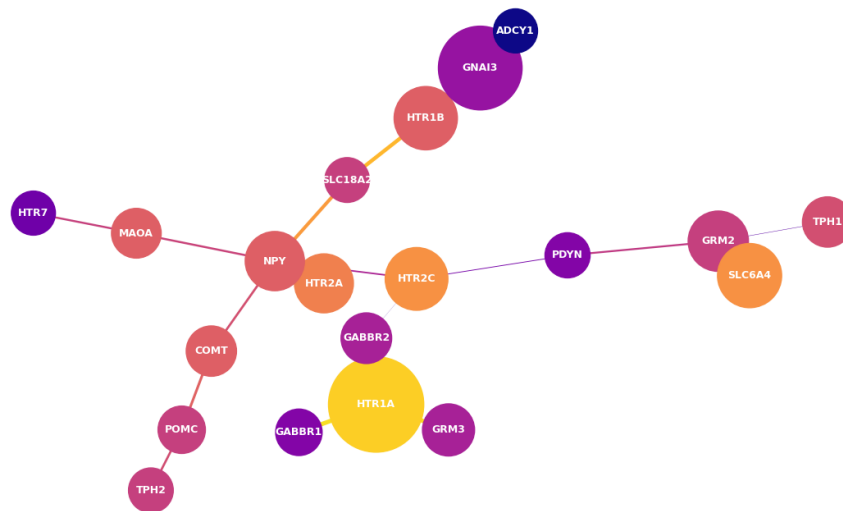 ADCY1
GNAI3
HTR1B
SLC18A2
HTR7
MAOA
TPH1
GRM2
PDYN
NPY
HTR2A
HTR2C
SLC6A4
GABBR2
COMT
HTR1A
GABBR1
GRM3
POMC
TPH2